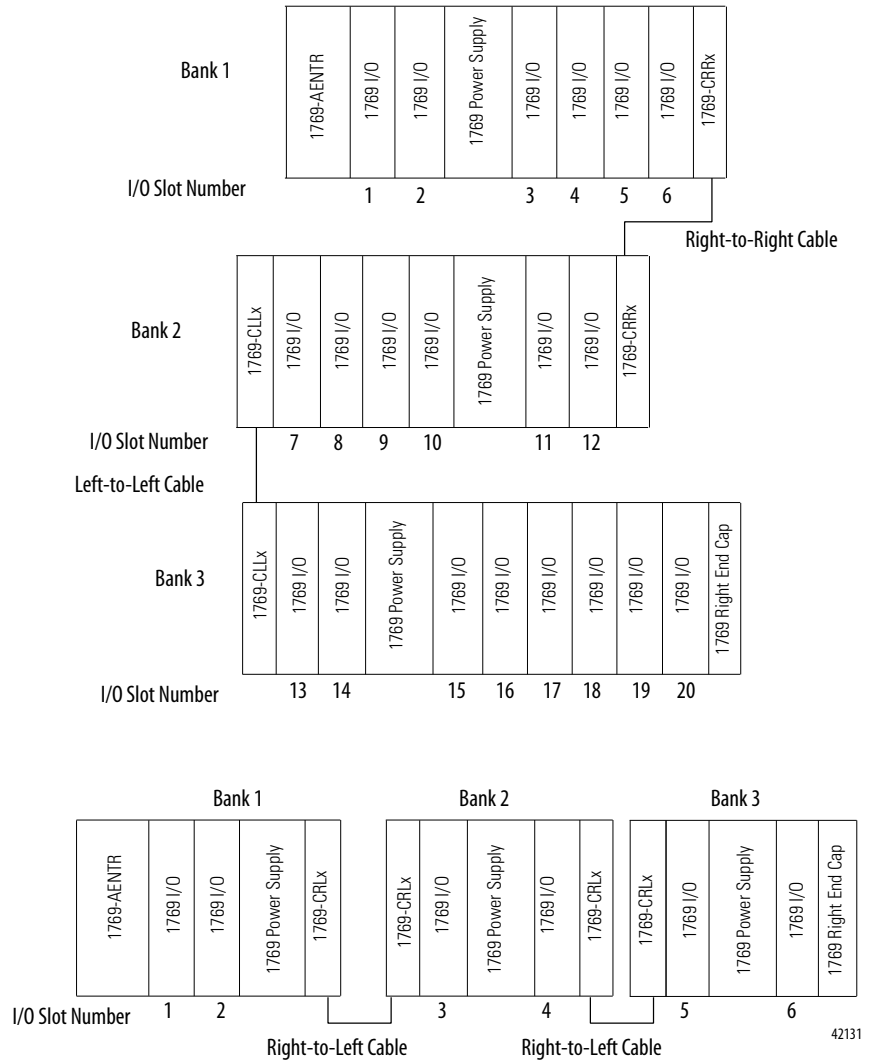 Bank 1
1769-AENTR
1769 I/O
1769 I/O
1769 Power Supply
1769 I/O
1769 I/O
1769 I/O
1769 I/O
1769-CRRx
I/O Slot Number
1 2 3 4 5 6
Right-to-Right Cable
Bank 2
1769-CLLx
1769 I/O
1769 I/O
1769 I/O
1769 I/O
1769 Power Supply
1769 I/O
1769 I/O
1769-CRRx
I/O Slot Number
7 8 9 10 11 12
Left-to-Left Cable
Bank 3
1769-CLLx
1769 I/O
1769 I/O
1769 Power Supply
1769 I/O
1769 I/O
1769 I/O
1769 I/O
1769 I/O
1769 I/O
1769 Right End Cap
I/O Slot Number
13 14 15 16 17 18 19 20
Bank 1 Bank 2 Bank 3
1769-AENTR
1769 I/O
1769 I/O
1769 Power Supply
1769-CRLx
1769-CRLx
1769 I/O
1769 Power Supply
1769 I/O
1769-CRLx
1769-CRLx
1769 I/O
1769 Power Supply
1769 I/O
1769 Right End Cap
I/O Slot Number
1 2 3 4 5 6
Right-to-Left Cable Right-to-Left Cable
42131